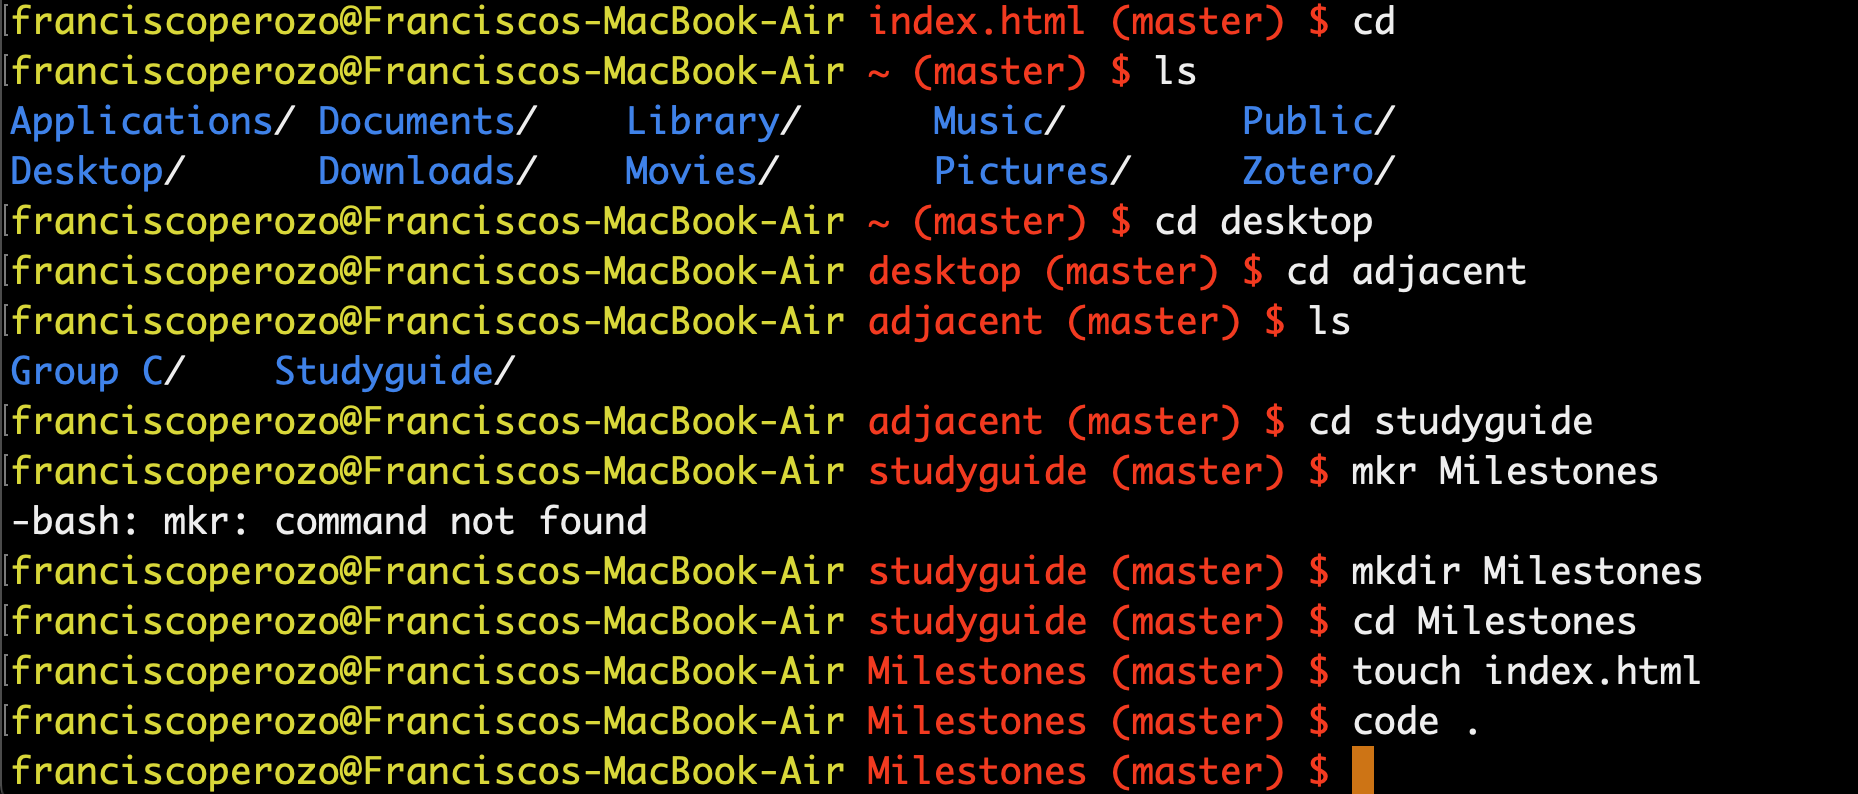 franciscoperozo@Franciscos-MacBook-Air index.html (master) $ cd
franciscoperozo@Franciscos-MacBook-Air ~ (master) $ ls
Applications/ Documents/ Library/ Music/ Public/
Desktop/ Downloads/ Movies/ Pictures/ Zotero/
franciscoperozo@Franciscos-MacBook-Air ~ (master) $ cd desktop
franciscoperozo@Franciscos-MacBook-Air desktop (master) $ cd adjacent
franciscoperozo@Franciscos-MacBook-Air adjacent (master) $ ls
Group C/ Studyguide/
franciscoperozo@Franciscos-MacBook-Air adjacent (master) $ cd studyguide
franciscoperozo@Franciscos-MacBook-Air studyguide (master) $ mkr Milestones
-bash: mkr: command not found
franciscoperozo@Franciscos-MacBook-Air studyguide (master) $ mkdir Milestones
franciscoperozo@Franciscos-MacBook-Air studyguide (master) $ cd Milestones
franciscoperozo@Franciscos-MacBook-Air Milestones (master) $ touch index.html
franciscoperozo@Franciscos-MacBook-Air Milestones (master) $ code .
franciscoperozo@Franciscos-MacBook-Air Milestones (master) $